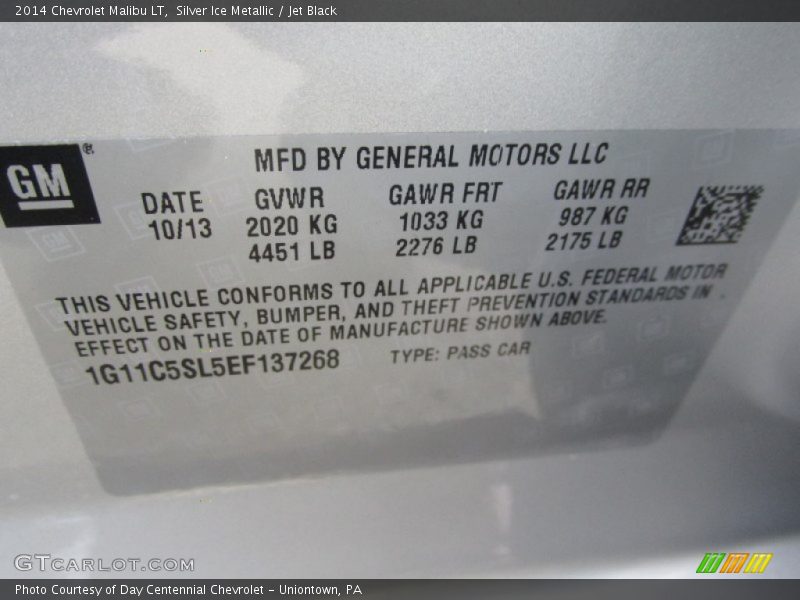 2014 Chevrolet Malibu LT, Silver Ice Metallic / Jet Black
GM®
MFD BY GENERAL MOTORS LLC
DATE GVWR GAWR FRT GAWR RR
10/13 2020 KG 1033 KG 987 KG
4451 LB 2276 LB 2175 LB
THIS VEHICLE CONFORMS TO ALL APPLICABLE U.S. FEDERAL MOTOR
VEHICLE SAFETY, BUMPER, AND THEFT PREVENTION STANDARDS IN
EFFECT ON THE DATE OF MANUFACTURE SHOWN ABOVE.
1G11C5SL5EF137268 TYPE: PASS CAR
GTCARLOT.COM
Photo Courtesy of Day Centennial Chevrolet - Uniontown, PA